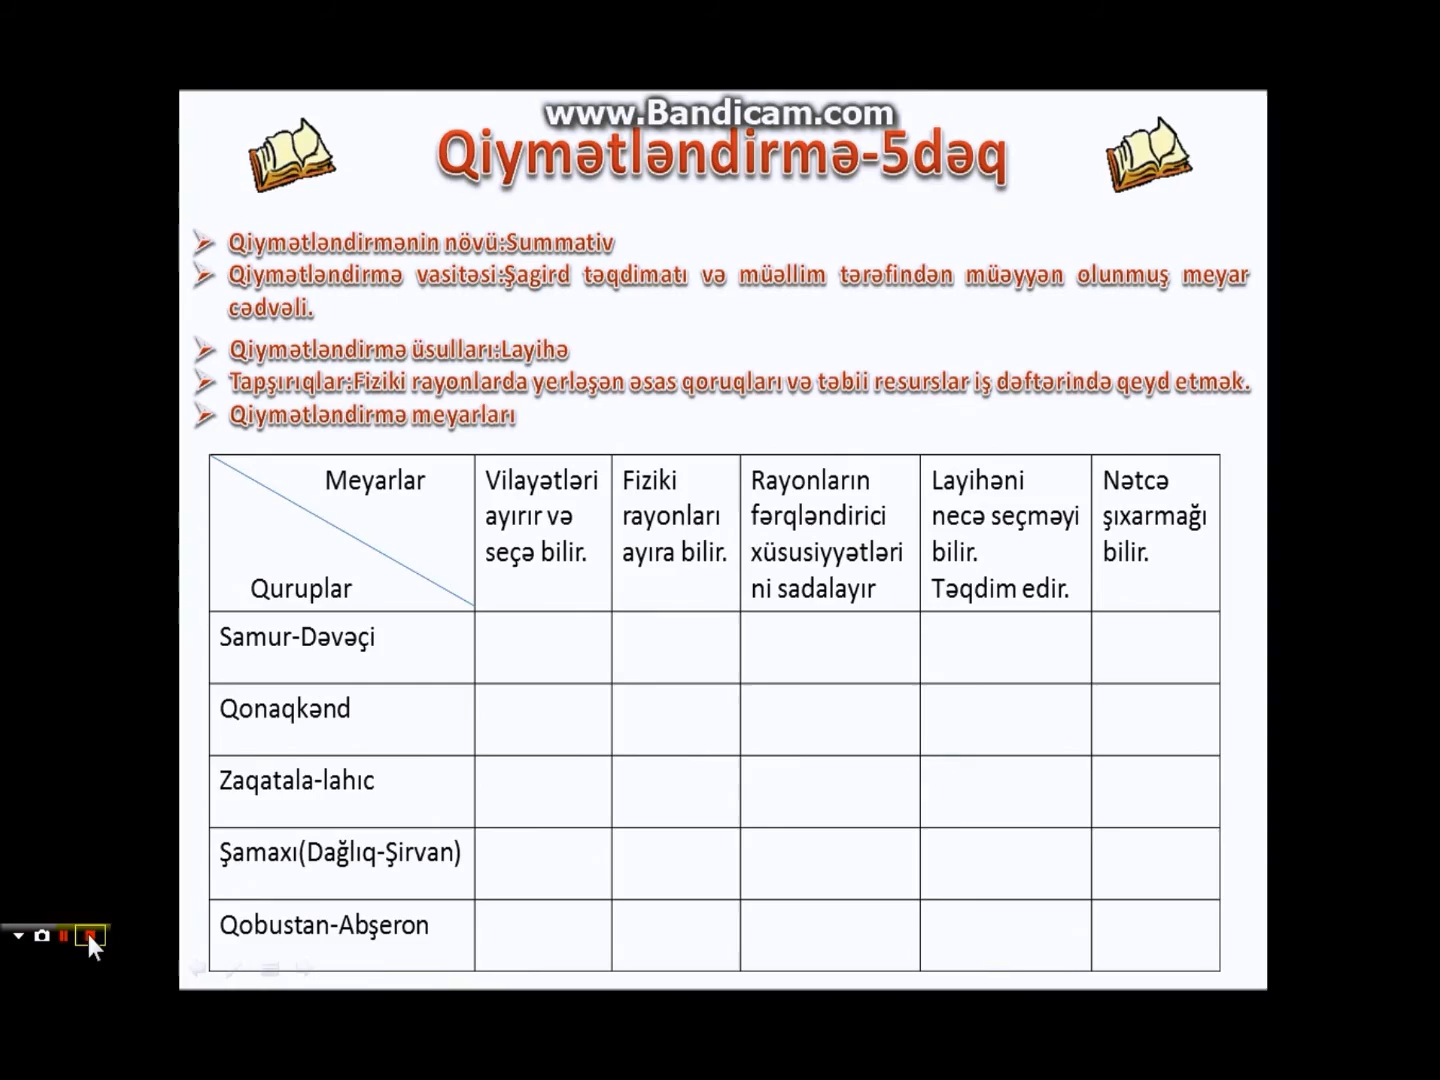 www.Bandicam.com
Qiymətləndirmə-5dəq
Qiymətləndirmənin növü:Summativ
Qiymətləndirmə vasitəsi:Şagird təqdimatı və müəllim tərəfindən müəyyən olunmuş meyar
cədvəli.
Qiymətləndirmə üsulları:Layihə
Tapşırıqlar:Fiziki rayonlarda yerləşən əsas qoruqları və təbii resurslar iş dəftərində qeyd etmək.
Qiymətləndirmə meyarları
Meyarlar
Quruplar
Vilayətləri
ayırır və
seçə bilir.
Fiziki
rayonları
ayıra bilir.
Rayonların
fərqləndirici
xüsusiyyətləri
ni sadalayır
Layihəni
necə seçməyi
bilir.
Təqdim edir.
Nətcə
şıxarmağı
bilir.
Samur-Dəvəçi
Qonaqkənd
Zaqatala-lahıc
Şamaxı(Dağlıq-Şirvan)
Qobustan-Abşeron